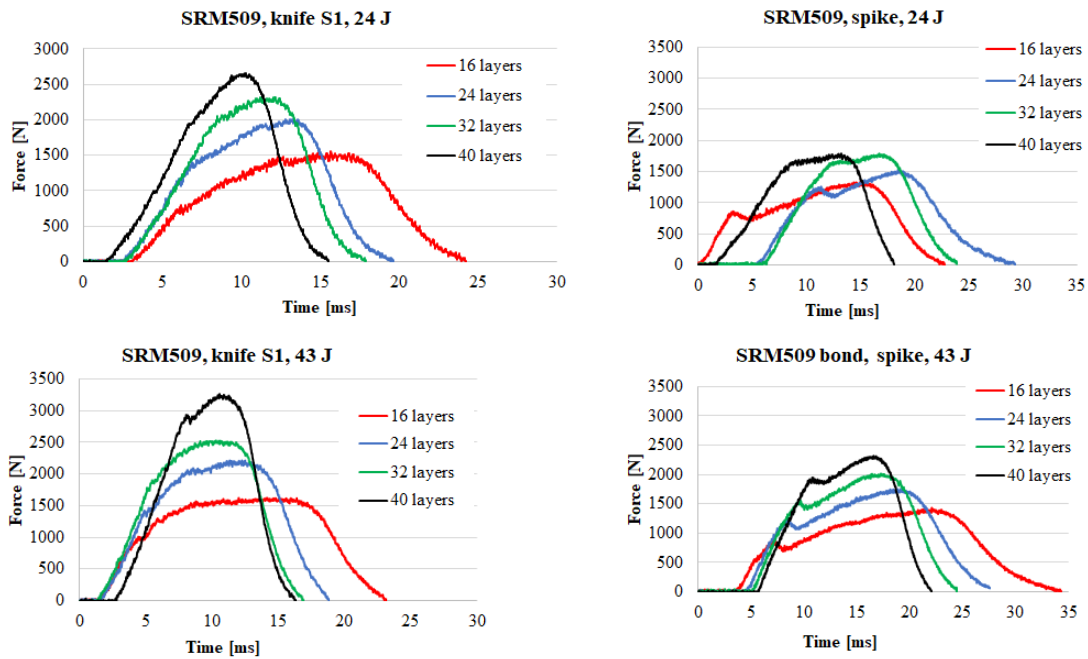 SRM509, knife S1, 24 J
3000
2500
2000
1500
1000
500
0
Force [N]
0 5 10 15 20 25 30
Time [ms]
16 layers
24 layers
32 layers
40 layers
SRM509, spike, 24 J
3500
3000
2500
2000
1500
1000
500
0
Force [N]
0 5 10 15 20 25 30 35
Time [ms]
16 layers
24 layers
32 layers
40 layers
SRM509, knife S1, 43 J
3500
3000
2500
2000
1500
1000
500
0
Force [N]
0 5 10 15 20 25 30
Time [ms]
16 layers
24 layers
32 layers
40 layers
SRM509 bond, spike, 43 J
3500
3000
2500
2000
1500
1000
500
0
Force [N]
0 5 10 15 20 25 30 35
Time [ms]
16 layers
24 layers
32 layers
40 layers